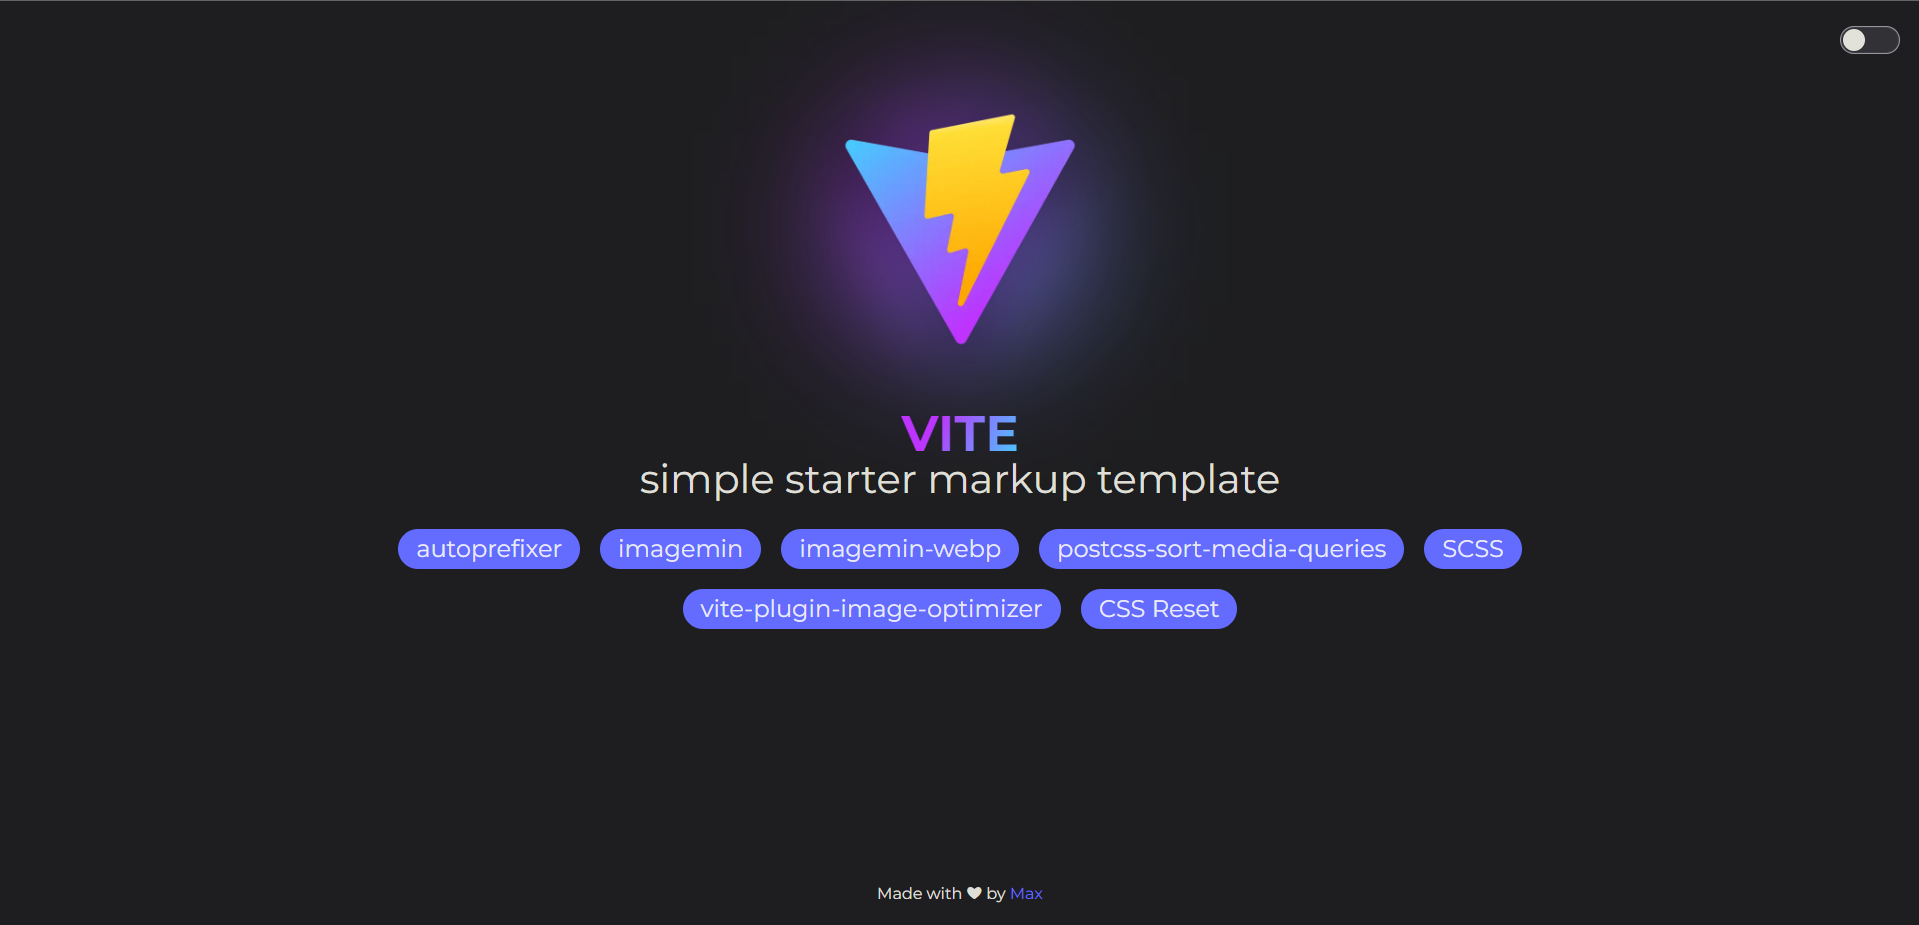 VITE
simple starter markup template
autoprefixer imagemin imagemin-webp postcss-sort-media-queries SCSS
vite-plugin-image-optimizer CSS Reset
Made with ❤ by Max